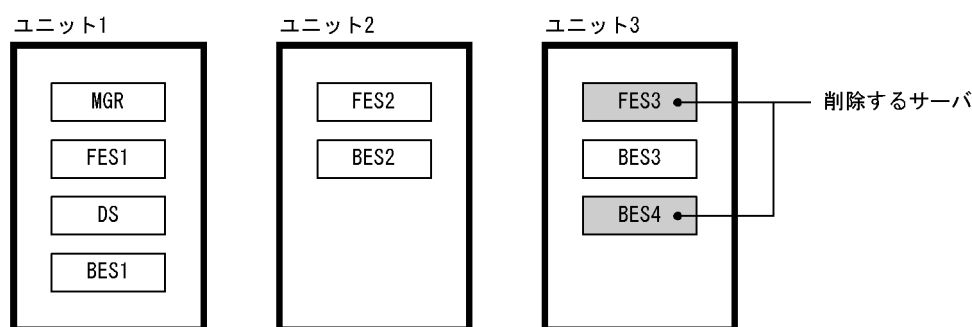 ユニット1
MGR
FES1
DS
BES1
ユニット2
FES2
BES2
ユニット3
FES3
BES3
BES4
削除するサーバ